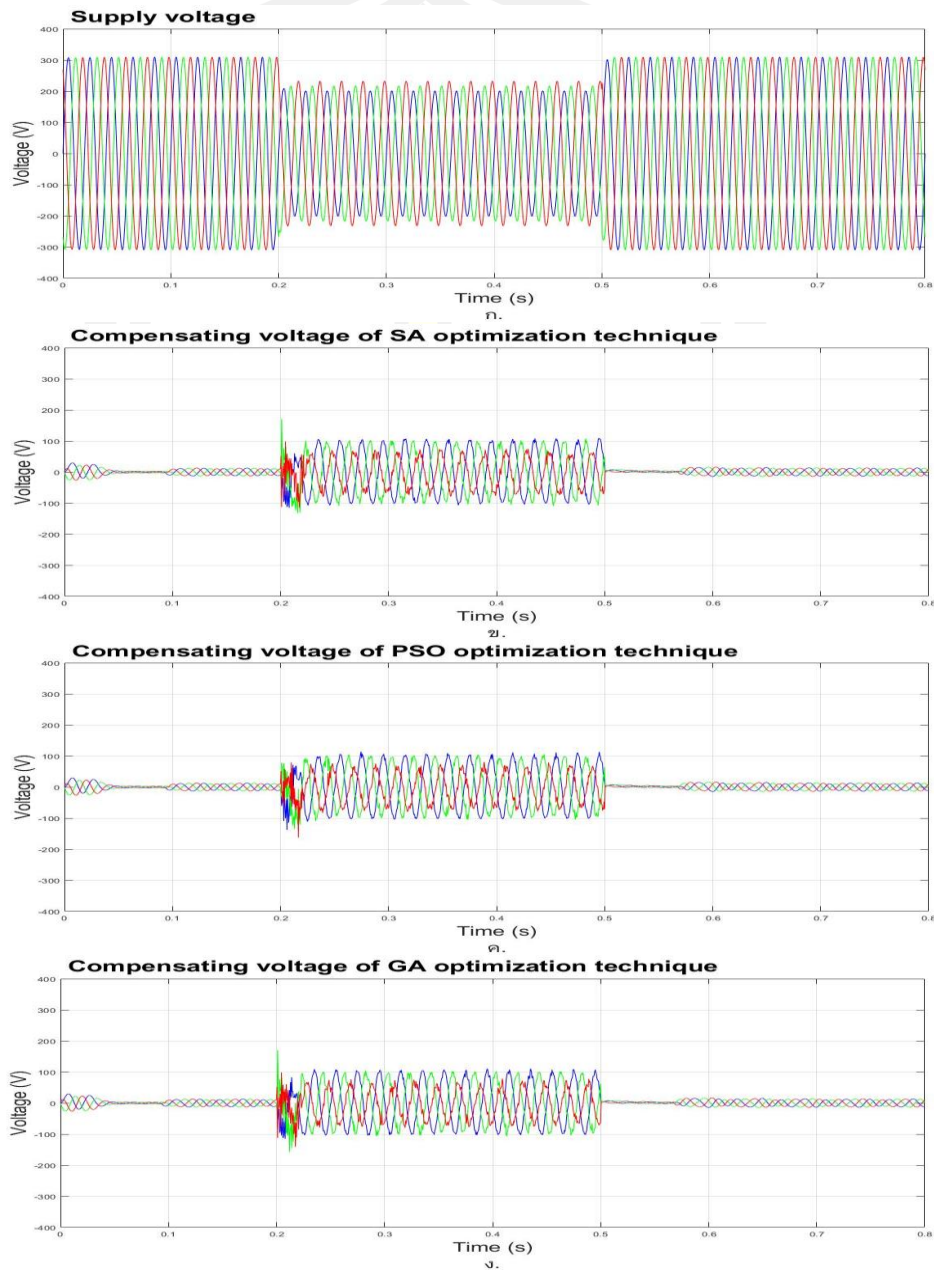 Supply voltage
400
300
200
100
0
-100
-200
-300
-400
Voltage (V)
0 0.1 0.2 0.3 0.4 0.5 0.6 0.7 0.8
Time (s)
ก.
Compensating voltage of SA optimization technique
400
300
200
100
0
-100
-200
-300
-400
Voltage (V)
0 0.1 0.2 0.3 0.4 0.5 0.6 0.7 0.8
Time (s)
ข.
Compensating voltage of PSO optimization technique
400
300
200
100
0
-100
-200
-300
-400
Voltage (V)
0 0.1 0.2 0.3 0.4 0.5 0.6 0.7 0.8
Time (s)
ค.
Compensating voltage of GA optimization technique
400
300
200
100
0
-100
-200
-300
-400
Voltage (V)
0 0.1 0.2 0.3 0.4 0.5 0.6 0.7 0.8
Time (s)
ง.